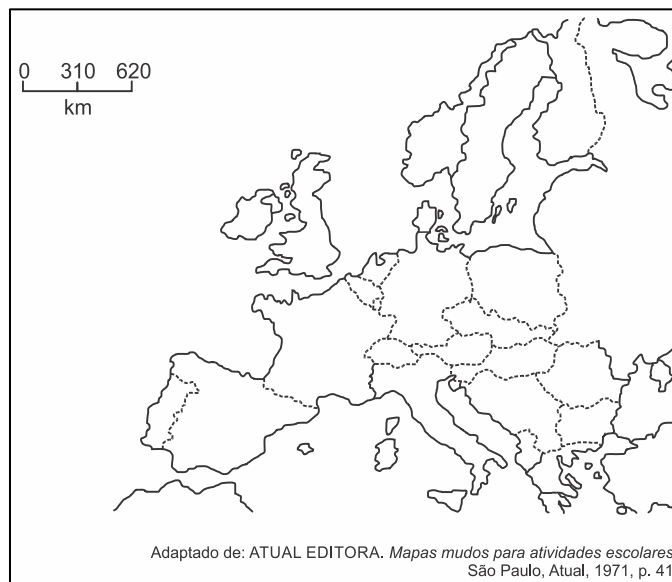 0 310 620
km
Adaptado de: ATUAL EDITORA. Mapas mudos para atividades escolares
São Paulo, Atual, 1971, p. 41